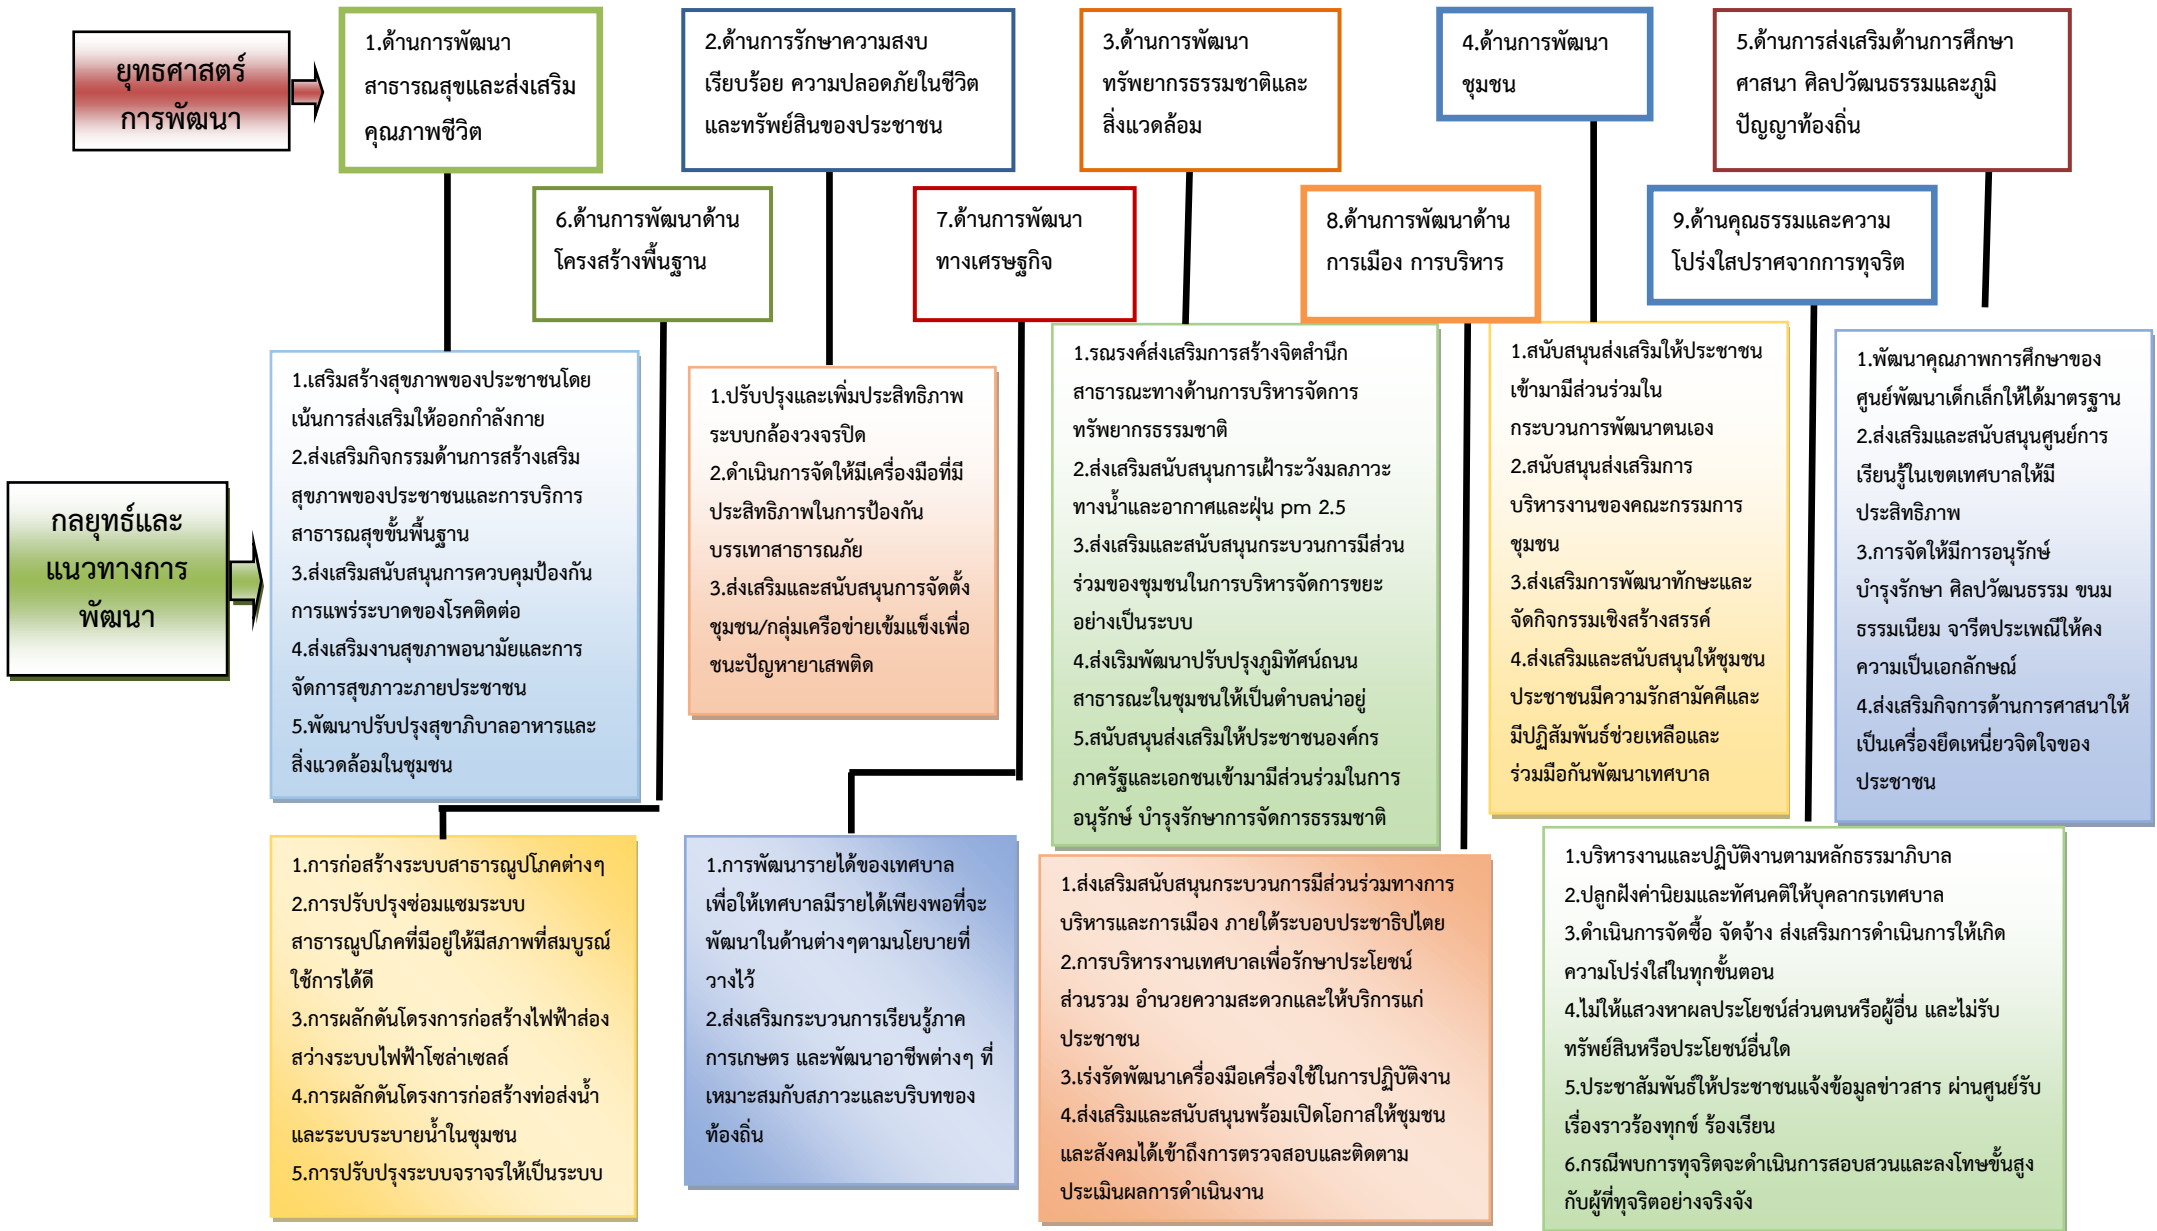 ยุทธศาสตร์
การพัฒนา
1.ด้านการพัฒนา
สาธารณสุขและส่งเสริม
คุณภาพชีวิต
2.ด้านการรักษาความสงบ
เรียบร้อย ความปลอดภัยในชีวิต
และทรัพย์สินของประชาชน
3.ด้านการพัฒนา
ทรัพยากรธรรมชาติและ
สิ่งแวดล้อม
4.ด้านการพัฒนา
ชุมชน
5.ด้านการส่งเสริมด้านการศึกษา
ศาสนา ศิลปวัฒนธรรมและภูมิ
ปัญญาท้องถิ่น
6.ด้านการพัฒนาด้าน
โครงสร้างพื้นฐาน
7.ด้านการพัฒนา
ทางเศรษฐกิจ
8.ด้านการพัฒนาด้าน
การเมือง การบริหาร
9.ด้านคุณธรรมและความ
โปร่งใสปราศจากการทุจริต
กลยุทธ์และ
แนวทางการ
พัฒนา
1.เสริมสร้างสุขภาพของประชาชนโดย
เน้นการส่งเสริมให้ออกกำลังกาย
2.ส่งเสริมกิจกรรมด้านการสร้างเสริม
สุขภาพของประชาชนและการบริการ
สาธารณสุขขั้นพื้นฐาน
3.ส่งเสริมสนับสนุนการควบคุมป้องกัน
การแพร่ระบาดของโรคติดต่อ
4.ส่งเสริมงานสุขภาพอนามัยและการ
จัดการสุขภาวะภายประชาชน
5.พัฒนาปรับปรุงสุขาภิบาลอาหารและ
สิ่งแวดล้อมในชุมชน
1.ปรับปรุงและเพิ่มประสิทธิภาพ
ระบบกล้องวงจรปิด
2.ดำเนินการจัดให้มีเครื่องมือที่มี
ประสิทธิภาพในการป้องกัน
บรรเทาสาธารณภัย
3.ส่งเสริมและสนับสนุนการจัดตั้ง
ชุมชน/กลุ่มเครือข่ายเข้มแข็งเพื่อ
ชนะปัญหายาเสพติด
1.รณรงค์ส่งเสริมการสร้างจิตสำนึก
สาธารณะทางด้านการบริหารจัดการ
ทรัพยากรธรรมชาติ
2.ส่งเสริมสนับสนุนการเฝ้าระวังมลภาวะ
ทางน้ำและอากาศและฝุ่น pm 2.5
3.ส่งเสริมและสนับสนุนกระบวนการมีส่วน
ร่วมของชุมชนในการบริหารจัดการขยะ
อย่างเป็นระบบ
4.ส่งเริมพัฒนาปรับปรุงภูมิทัศน์ถนน
สาธารณะในชุมชนให้เป็นตำบลน่าอยู่
5.สนับสนุนส่งเสริมให้ประชาชนองค์กร
ภาครัฐและเอกชนเข้ามามีส่วนร่วมในการ
อนุรักษ์ บำรุงรักษาการจัดการธรรมชาติ
1.สนับสนุนส่งเสริมให้ประชาชน
เข้ามามีส่วนร่วมใน
กระบวนการพัฒนาตนเอง
2.สนับสนุนส่งเสริมการ
บริหารงานของคณะกรรมการ
ชุมชน
3.ส่งเสริมการพัฒนาทักษะและ
จัดกิจกรรมเชิงสร้างสรรค์
4.ส่งเสริมและสนับสนุนให้ชุมชน
ประชาชนมีความรักสามัคคีและ
มีปฏิสัมพันธ์ช่วยเหลือและ
ร่วมมือกันพัฒนาเทศบาล
1.พัฒนาคุณภาพการศึกษาของ
ศูนย์พัฒนาเด็กเล็กให้ได้มาตรฐาน
2.ส่งเสริมและสนับสนุนศูนย์การ
เรียนรู้ในเขตเทศบาลให้มี
ประสิทธิภาพ
3.การจัดให้มีการอนุรักษ์
บำรุงรักษา ศิลปวัฒนธรรม ขนม
ธรรมเนียม จารีตประเพณีให้คง
ความเป็นเอกลักษณ์
4.ส่งเสริมกิจการด้านการศาสนาให้
เป็นเครื่องยึดเหนี่ยวจิตใจของ
ประชาชน
1.การก่อสร้างระบบสาธารณูปโภคต่างๆ
2.การปรับปรุงซ่อมแซมระบบ
สาธารณูปโภคที่มีอยู่ให้มีสภาพที่สมบูรณ์
ใช้การได้ดี
3.การผลักดันโดรงการก่อสร้างไฟฟ้าส่อง
สว่างระบบไฟฟ้าโซล่าเซลล์
4.การผลักดันโดรงการก่อสร้างท่อส่งน้ำ
และระบบระบายน้ำในชุมชน
5.การปรับปรุงระบบจราจรให้เป็นระบบ
1.การพัฒนารายได้ของเทศบาล
เพื่อให้เทศบาลมีรายได้เพียงพอที่จะ
พัฒนาในด้านต่างๆตามนโยบายที่
วางไว้
2.ส่งเสริมกระบวนการเรียนรู้ภาค
การเกษตร และพัฒนาอาชีพต่างๆ ที่
เหมาะสมกับสภาวะและบริบทของ
ท้องถิ่น
1.ส่งเสริมสนับสนุนกระบวนการมีส่วนร่วมทางการ
บริหารและการเมือง ภายใต้ระบอบประชาธิปไตย
2.การบริหารงานเทศบาลเพื่อรักษาประโยชน์
ส่วนรวม อำนวยความสะดวกและให้บริการแก่
ประชาชน
3.เร่งรัดพัฒนาเครื่องมือเครื่องใช้ในการปฏิบัติงาน
4.ส่งเสริมและสนับสนุนพร้อมเปิดโอกาสให้ชุมชน
และสังคมได้เข้าถึงการตรวจสอบและติดตาม
ประเมินผลการดำเนินงาน
1.บริหารงานและปฏิบัติงานตามหลักธรรมาภิบาล
2.ปลูกฝังค่านิยมและทัศนคติให้บุคลากรเทศบาล
3.ดำเนินการจัดซื้อ จัดจ้าง ส่งเสริมการดำเนินการให้เกิด
ความโปร่งใส่ในทุกขั้นตอน
4.ไม่ให้แสวงหาผลประโยชน์ส่วนตนหรือผู้อื่น และไม่รับ
ทรัพย์สินหรือประโยชน์อื่นใด
5.ประชาสัมพันธ์ให้ประชาชนแจ้งข้อมูลข่าวสาร ผ่านศูนย์รับ
เรื่องราวร้องทุกข์ ร้องเรียน
6.กรณีพบการทุจริตจะดำเนินการสอบสวนและลงโทษขั้นสูง
กับผู้ที่ทุจริตอย่างจริงจัง